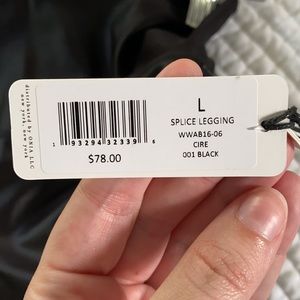 distributed by ONIA LLC
new york, new york
1 93294 32339 6
$78.00
L
SPLICE LEGGING
WWAB16-06
CIRE
001 BLACK